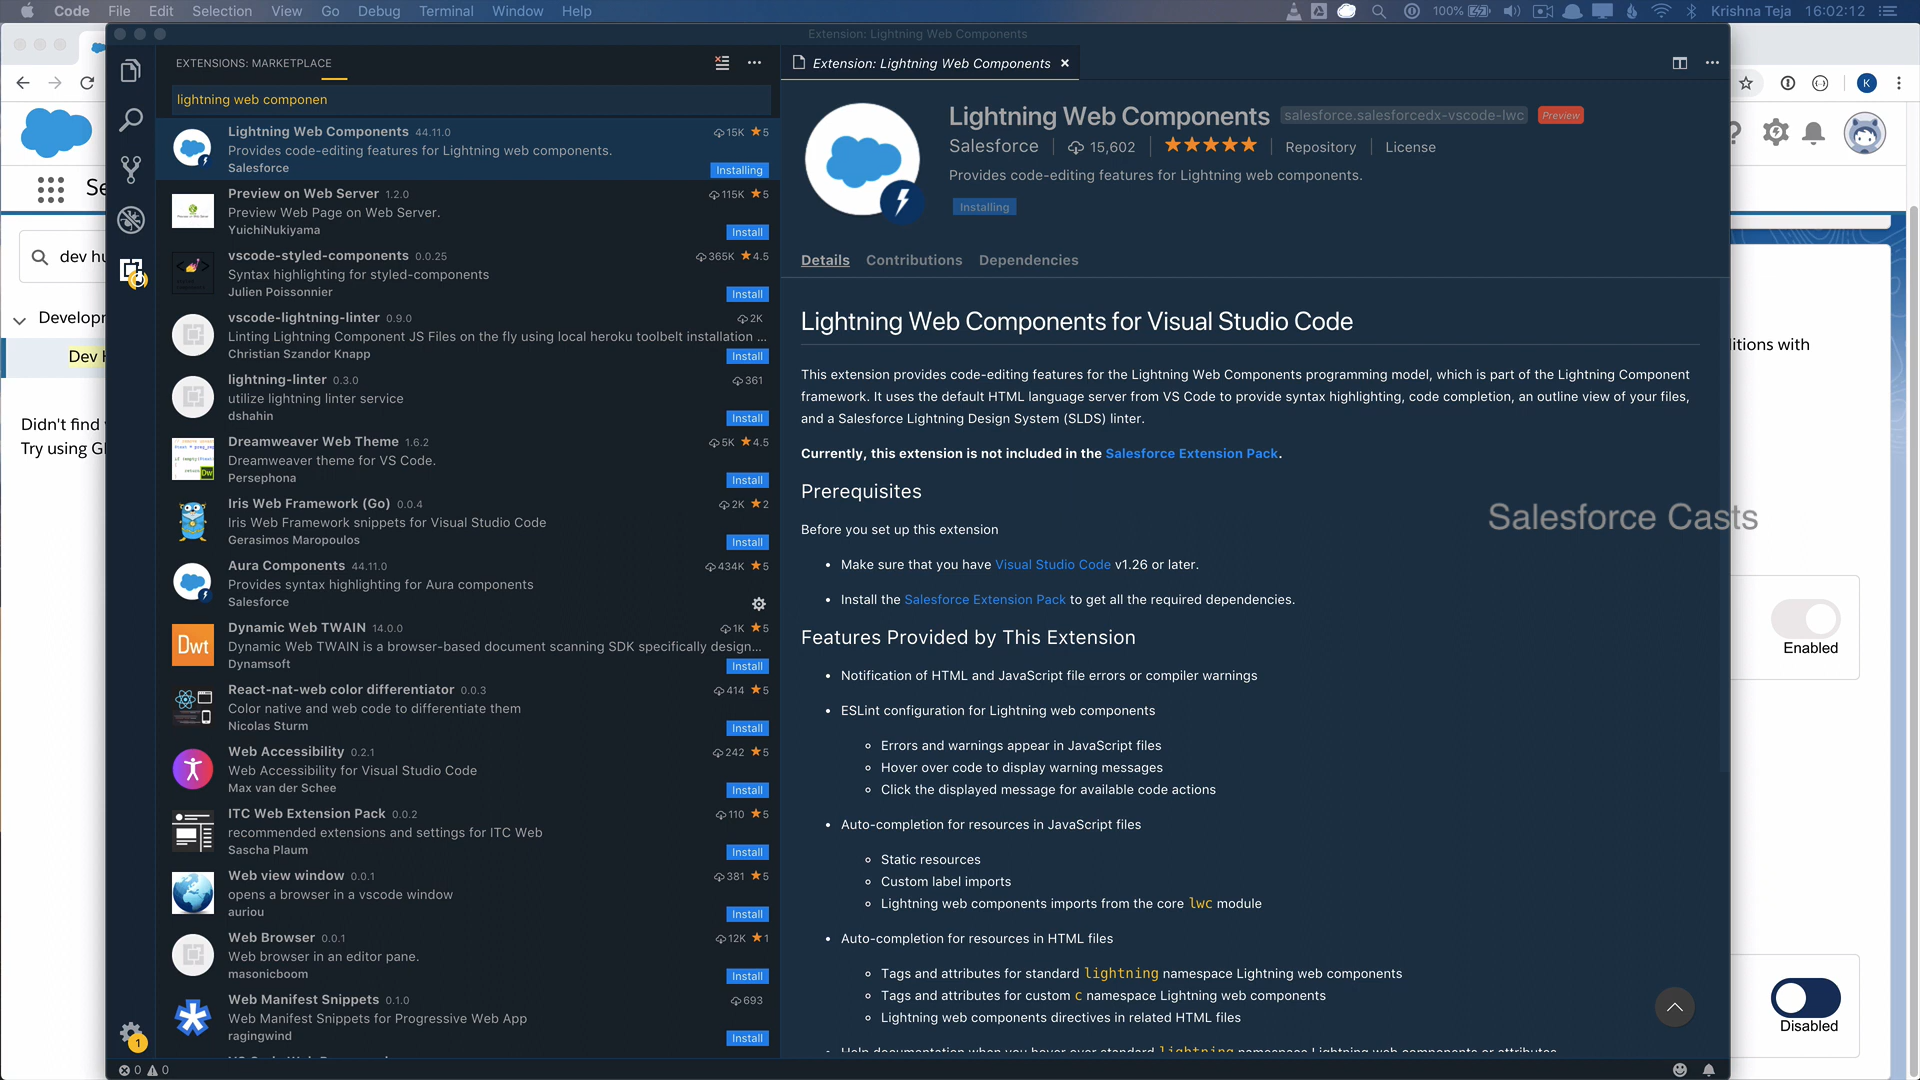 Code File Edit Selection View Go Debug Terminal Window Help
100% Krishna Teja 16:02:12
Extension: Lightning Web Components
EXTENSIONS: MARKETPLACE
lightning web componen
Lightning Web Components 44.11.0 15K 5
Provides code-editing features for Lightning web components.
Salesforce Installing
Preview on Web Server 1.2.0 115K 5
Preview Web Page on Web Server.
YuichiNukiyama Install
vscode-styled-components 0.0.25 365K 4.5
Syntax highlighting for styled-components
Julien Poissonnier Install
vscode-lightning-linter 0.9.0 2K
Linting Lightning Component JS Files on the fly using local heroku toolbelt installation ...
Christian Szandor Knapp Install
lightning-linter 0.3.0 361
utilize lightning linter service
dshahin Install
Dreamweaver Web Theme 1.6.2 5K 4.5
Dreamweaver theme for VS Code.
Persephona Install
Iris Web Framework (Go) 0.0.4 2K 2
Iris Web Framework snippets for Visual Studio Code
Gerasimos Maropoulos Install
Aura Components 44.11.0 434K 5
Provides syntax highlighting for Aura components
Salesforce
Dwt
Dynamic Web TWAIN 14.0.0 1K 5
Dynamic Web TWAIN is a browser-based document scanning SDK specifically design...
Dynamsoft Install
React-nat-web color differentiator 0.0.3 414 5
Color native and web code to differentiate them
Nicolas Sturm Install
Web Accessibility 0.2.1 242 5
Web Accessibility for Visual Studio Code
Max van der Schee Install
ITC Web Extension Pack 0.0.2 110 5
recommended extensions and settings for ITC Web
Sascha Plaum Install
Web view window 0.0.1 381 5
opens a browser in a vscode window
auriou Install
Web Browser 0.0.1 12K 1
Web browser in an editor pane.
masonicboom Install
Web Manifest Snippets 0.1.0 693
Web Manifest Snippets for Progressive Web App
ragingwind Install
1
0 0
Extension: Lightning Web Components
Lightning Web Components salesforce.salesforcedx-vscode-lwc Preview
Salesforce 15,602 Repository License
Provides code-editing features for Lightning web components.
Installing
Details Contributions Dependencies
Lightning Web Components for Visual Studio Code
This extension provides code-editing features for the Lightning Web Components programming model, which is part of the Lightning Component
framework. It uses the default HTML language server from VS Code to provide syntax highlighting, code completion, an outline view of your files,
and a Salesforce Lightning Design System (SLDS) linter.
Currently, this extension is not included in the Salesforce Extension Pack.
Prerequisites
Before you set up this extension
Make sure that you have Visual Studio Code v1.26 or later.
Install the Salesforce Extension Pack to get all the required dependencies.
Features Provided by This Extension
Notification of HTML and JavaScript file errors or compiler warnings
ESLint configuration for Lightning web components
Errors and warnings appear in JavaScript files
Hover over code to display warning messages
Click the displayed message for available code actions
Auto-completion for resources in JavaScript files
Static resources
Custom label imports
Lightning web components imports from the core lwc module
Auto-completion for resources in HTML files
Tags and attributes for standard lightning namespace Lightning web components
Tags and attributes for custom c namespace Lightning web components
Lightning web components directives in related HTML files
Help documentation when you hover over standard lightning namespace Lightning web components or attributes
Salesforce Casts
Se
dev hu
Develop
Dev H
Didn't find
Try using Gl
K
itions with
Enabled
Disabled